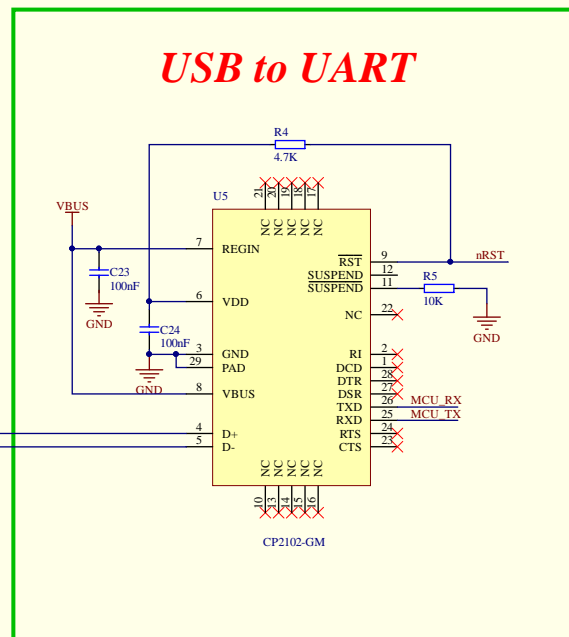 USB to UART
R4
4.7K
U5
21
20
19
18
17
NC
NC
NC
NC
NC
VBUS
7
REGIN
RST
9
nRST
SUSPEND
12
SUSPEND
11
R5
10K
C23
100nF
GND
6
VDD
NC
22
GND
C24
100nF
3
GND
RI
2
29
PAD
DCD
1
GND
DTR
28
8
VBUS
DSR
27
TXD
26
MCU_RX
RXD
25
MCU_TX
4
D+
RTS
24
5
D-
CTS
23
NC
NC
NC
NC
NC
10
13
14
15
16
CP2102-GM